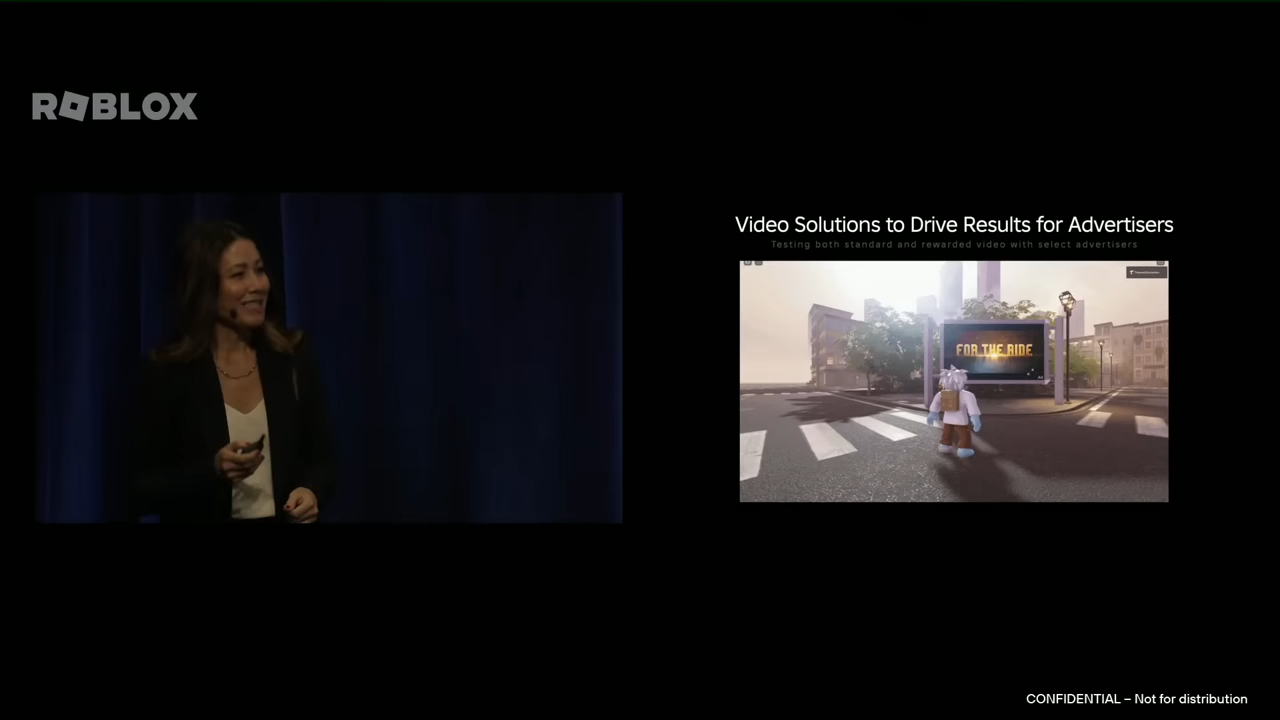 ROBLOX
Video Solutions to Drive Results for Advertisers
Testing both standard and rewarded video with select advertisers
FOR THE RIDE
CONFIDENTIAL – Not for distribution